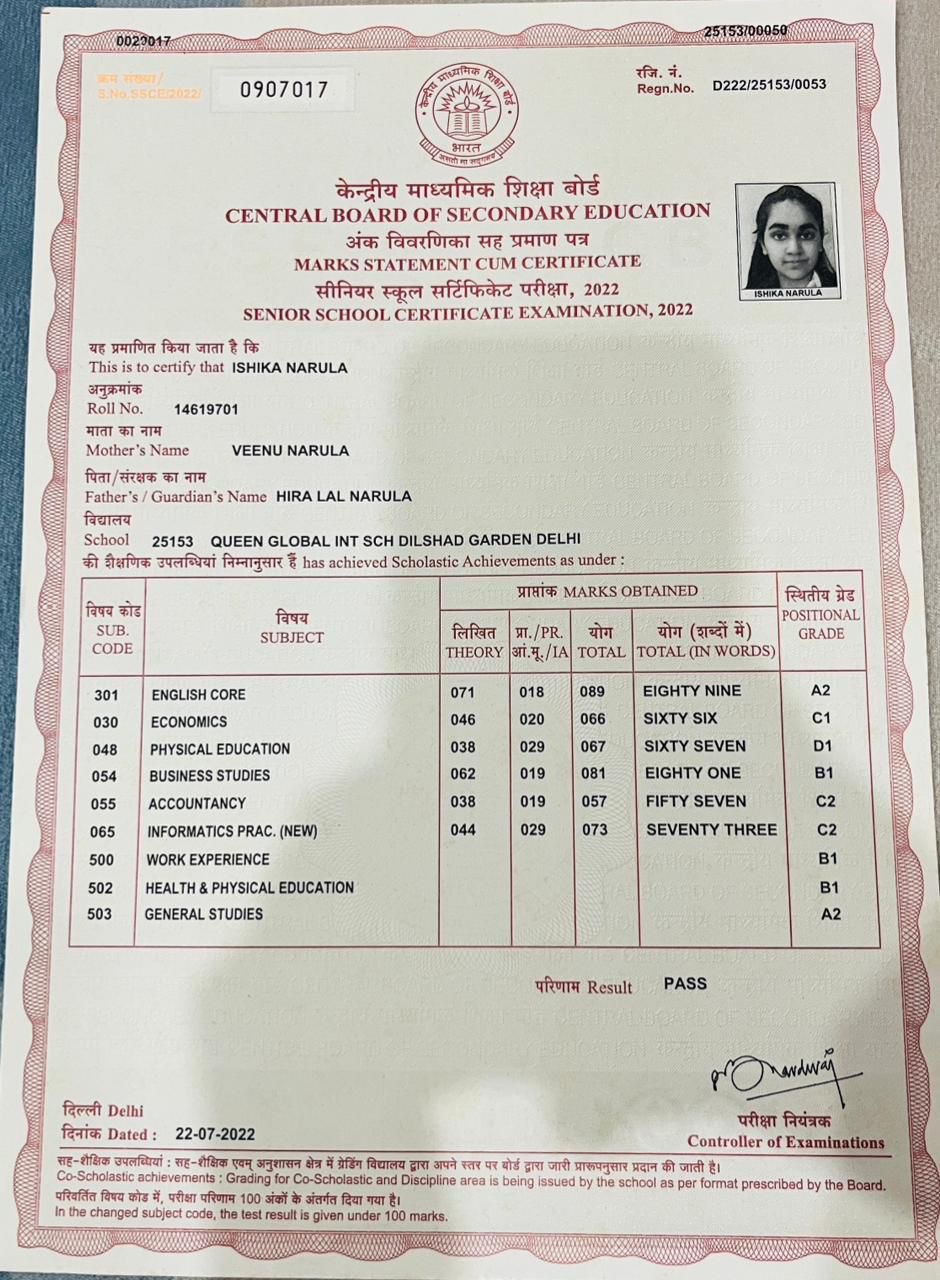 0029017
25153/00050
क्रम संख्या/
S.No.SSCE/2022/ 0907017
रजि. नं.
Regn.No. D222/25153/0053
केन्द्रीय माध्यमिक शिक्षा बोर्ड
भारत
असतो मा सद्गमय
केन्द्रीय माध्यमिक शिक्षा बोर्ड
CENTRAL BOARD OF SECONDARY EDUCATION
अंक विवरणिका सह प्रमाण पत्र
MARKS STATEMENT CUM CERTIFICATE
सीनियर स्कूल सर्टिफिकेट परीक्षा, 2022
SENIOR SCHOOL CERTIFICATE EXAMINATION, 2022
ISHIKA NARULA
यह प्रमाणित किया जाता है कि
This is to certify that ISHIKA NARULA
अनुक्रमांक
Roll No. 14619701
माता का नाम
Mother's Name VEENU NARULA
पिता/संरक्षक का नाम
Father's / Guardian's Name HIRA LAL NARULA
विद्यालय
School 25153 QUEEN GLOBAL INT SCH DILSHAD GARDEN DELHI
की शैक्षणिक उपलब्धियां निम्नानुसार हैं has achieved Scholastic Achievements as under :
विषय कोड
SUB.
CODE
विषय
SUBJECT
प्राप्तांक MARKS OBTAINED
लिखित
THEORY
प्रा./PR.
आं.मू./IA
योग
TOTAL
योग (शब्दों में)
TOTAL (IN WORDS)
स्थितीय ग्रेड
POSITIONAL
GRADE
301 ENGLISH CORE 071 018 089 EIGHTY NINE A2
030 ECONOMICS 046 020 066 SIXTY SIX C1
048 PHYSICAL EDUCATION 038 029 067 SIXTY SEVEN D1
054 BUSINESS STUDIES 062 019 081 EIGHTY ONE B1
055 ACCOUNTANCY 038 019 057 FIFTY SEVEN C2
065 INFORMATICS PRAC. (NEW) 044 029 073 SEVENTY THREE C2
500 WORK EXPERIENCE B1
502 HEALTH & PHYSICAL EDUCATION B1
503 GENERAL STUDIES A2
परिणाम Result PASS
दिल्ली Delhi
दिनांक Dated : 22-07-2022
परीक्षा नियंत्रक
Controller of Examinations
सह-शैक्षिक उपलब्धियां : सह-शैक्षिक एवम् अनुशासन क्षेत्र में ग्रेडिंग विद्यालय द्वारा अपने स्तर पर बोर्ड द्वारा जारी प्रारूपनुसार प्रदान की जाती है।
Co-Scholastic achievements : Grading for Co-Scholastic and Discipline area is being issued by the school as per format prescribed by the Board.
परिवर्तित विषय कोड में, परीक्षा परिणाम 100 अंकों के अंतर्गत दिया गया है।
In the changed subject code, the test result is given under 100 marks.